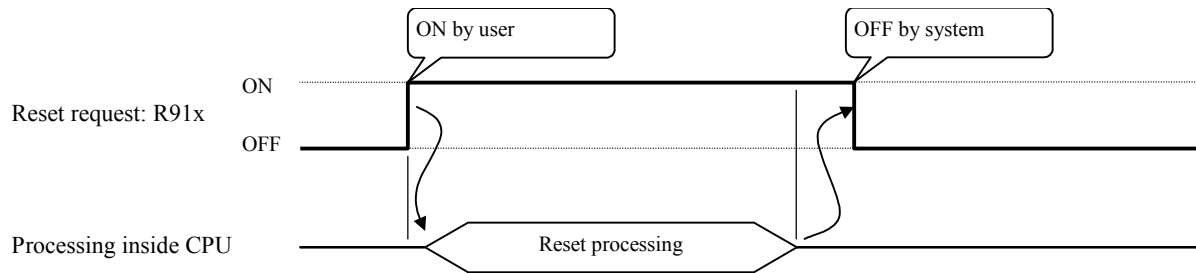 ON by user
OFF by system
ON
Reset request: R91x
OFF
Processing inside CPU
Reset processing